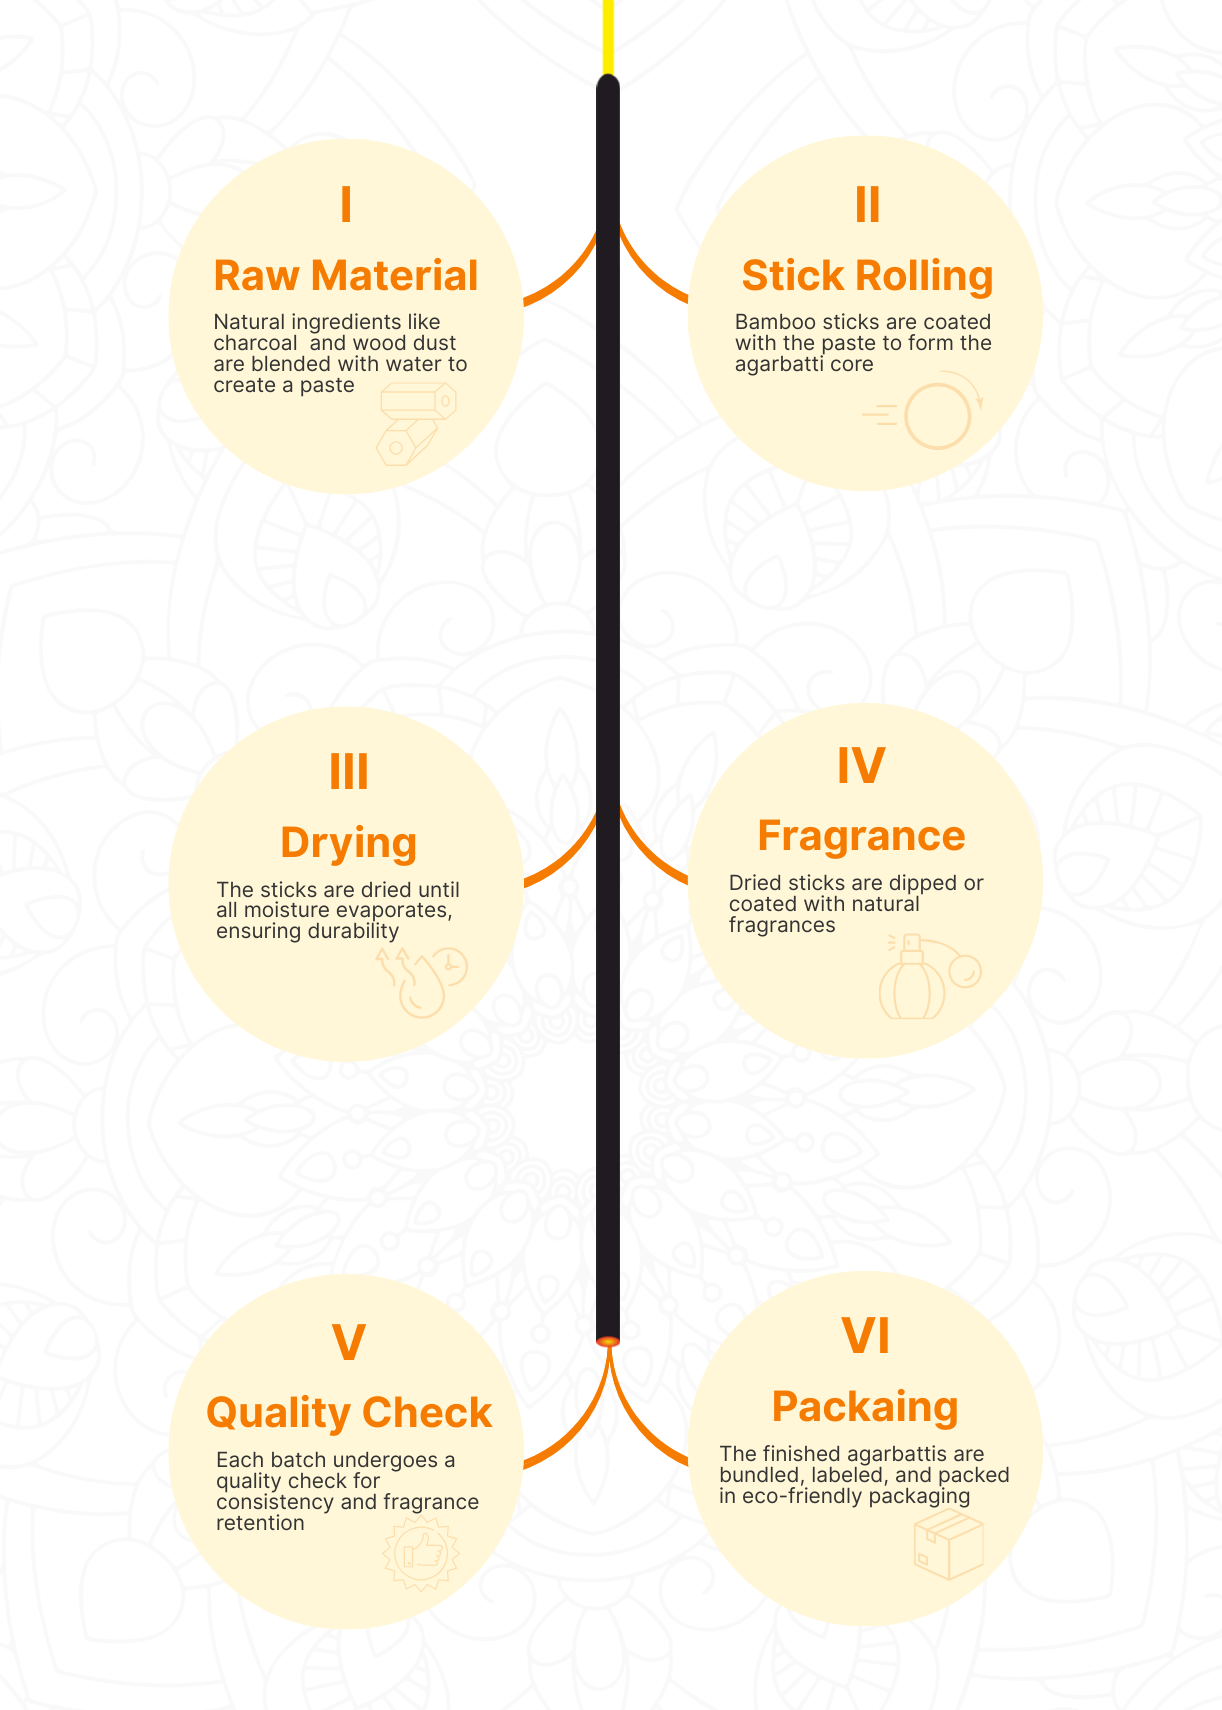 I
Raw Material
Natural ingredients like
charcoal  and wood dust
are blended with water to
create a paste
II
Stick Rolling
Bamboo sticks are coated
with the paste to form the
agarbatti core
III
Drying
The sticks are dried until
all moisture evaporates,
ensuring durability
IV
Fragrance
Dried sticks are dipped or
coated with natural
fragrances
V
Quality Check
Each batch undergoes a
quality check for
consistency and fragrance
retention
VI
Packaing
The finished agarbattis are
bundled, labeled, and packed
in eco-friendly packaging